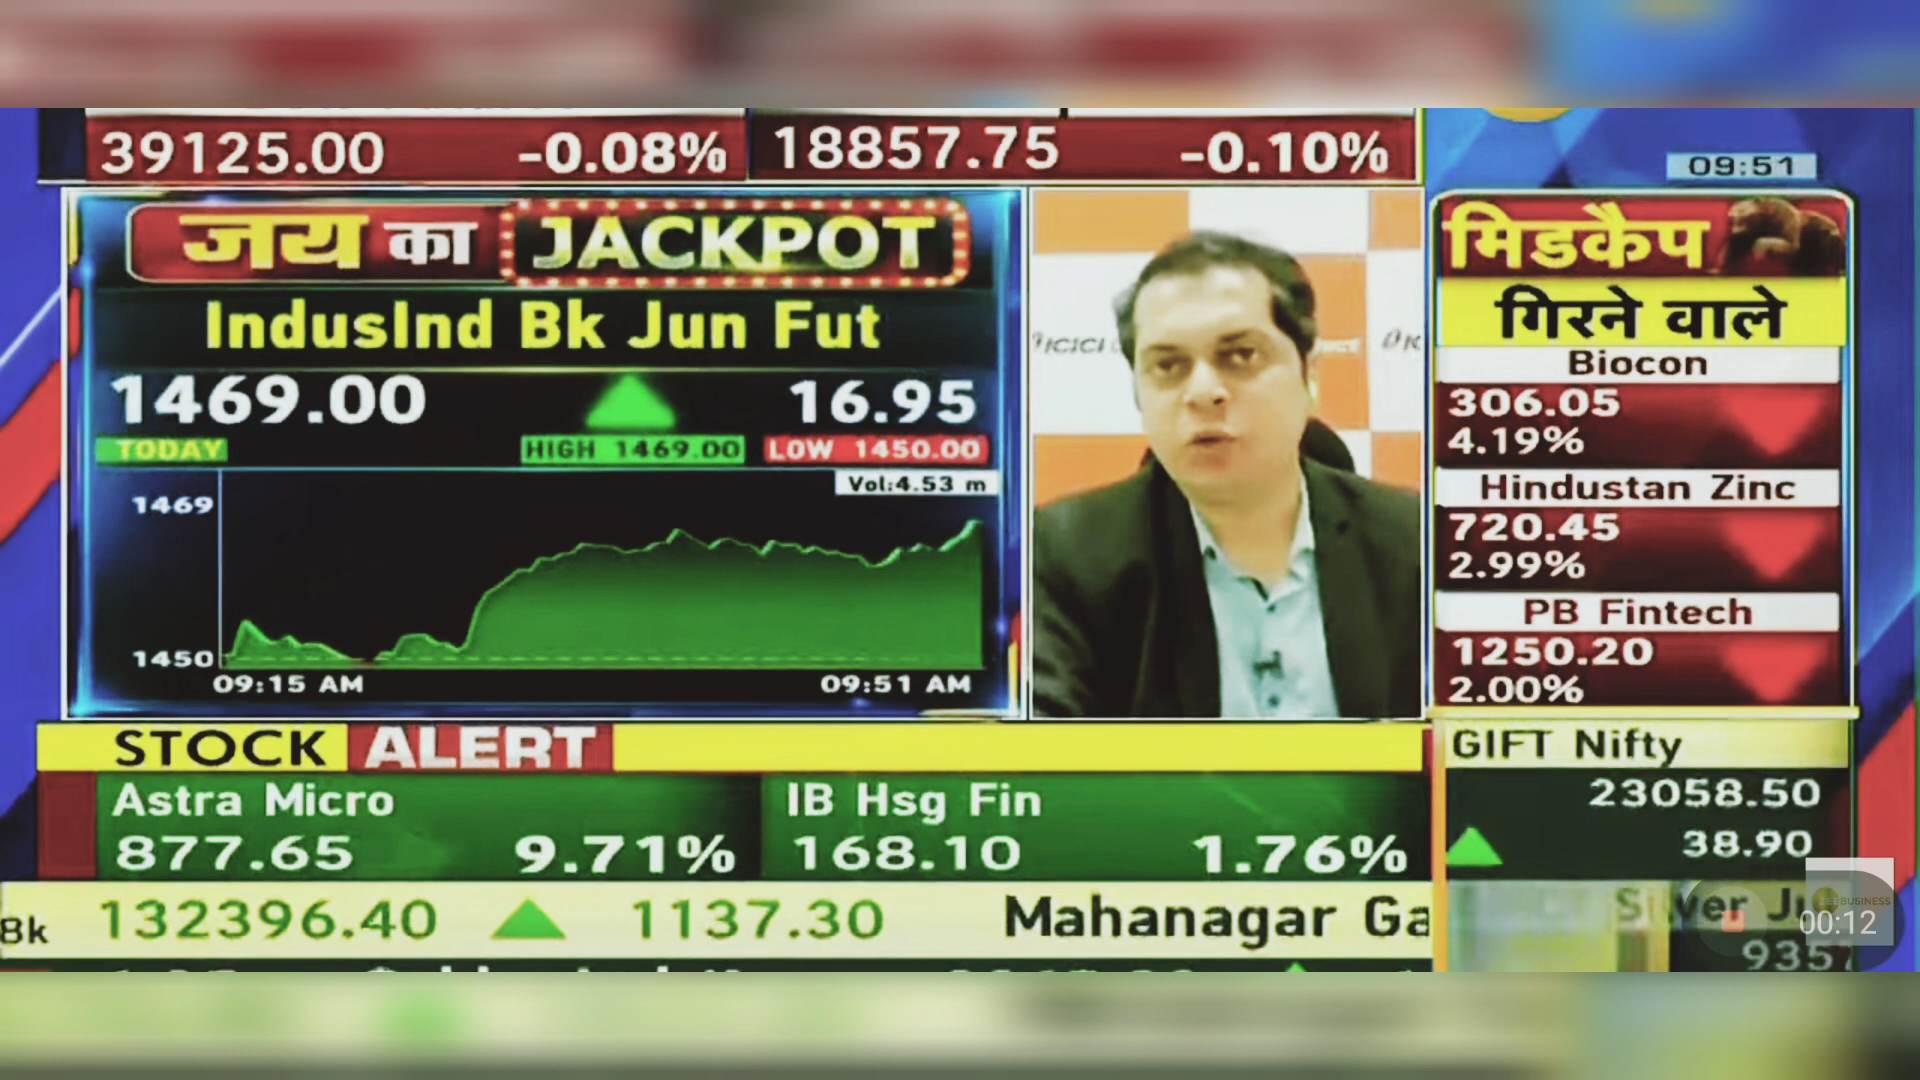 39125.00 -0.08% 18857.75 -0.10%
09:51
जय का JACKPOT
IndusInd Bk Jun Fut
1469.00 16.95
TODAY HIGH 1469.00 LOW 1450.00
Vol:4.53 m
1469
1450
09:15 AM 09:51 AM
ICICI
मिडकैप
गिरने वाले
Biocon
306.05
4.19%
Hindustan Zinc
720.45
2.99%
PB Fintech
1250.20
2.00%
STOCK ALERT
Astra Micro IB Hsg Fin
877.65 9.71% 168.10 1.76%
GIFT Nifty
23058.50
38.90
132396.40 1137.30 Mahanagar Ga
BUSINESS
00:12
9357